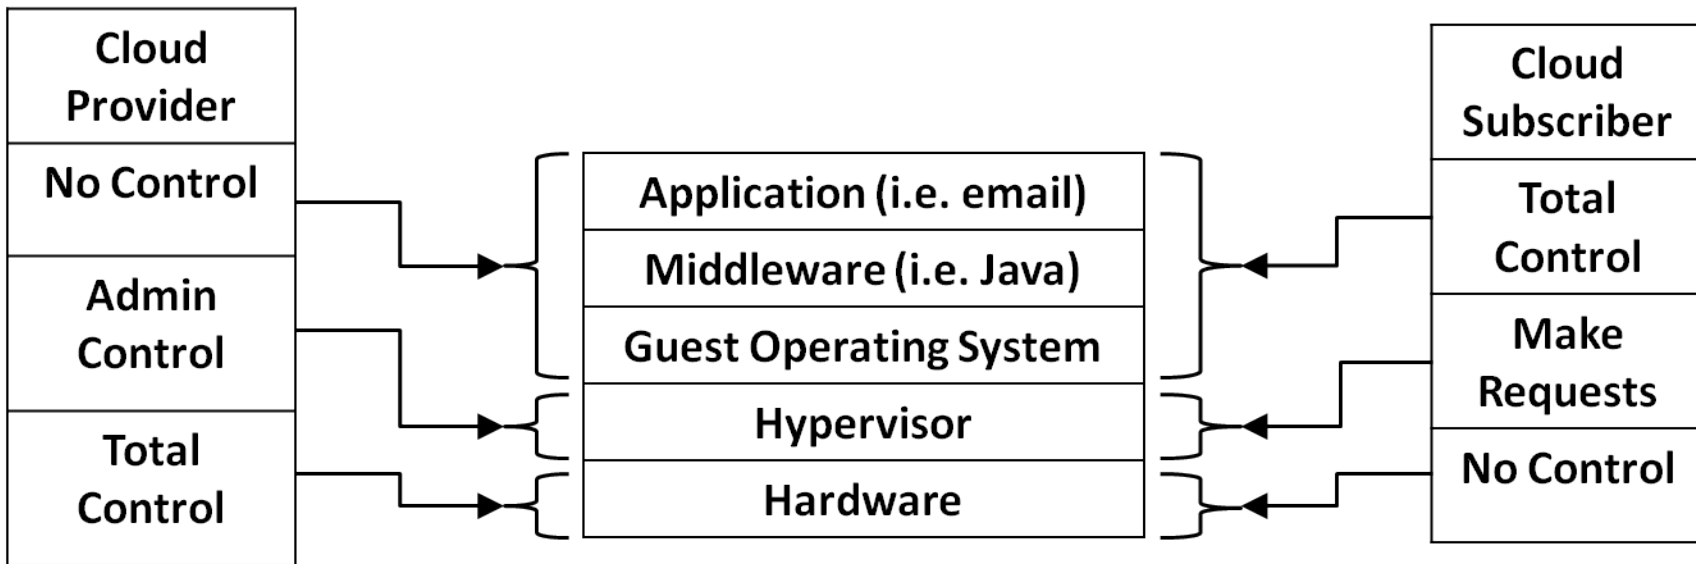 Cloud
Provider
No Control
Admin
Control
Total
Control
Application (i.e. email)
Middleware (i.e. Java)
Guest Operating System
Hypervisor
Hardware
Cloud
Subscriber
Total
Control
Make
Requests
No Control